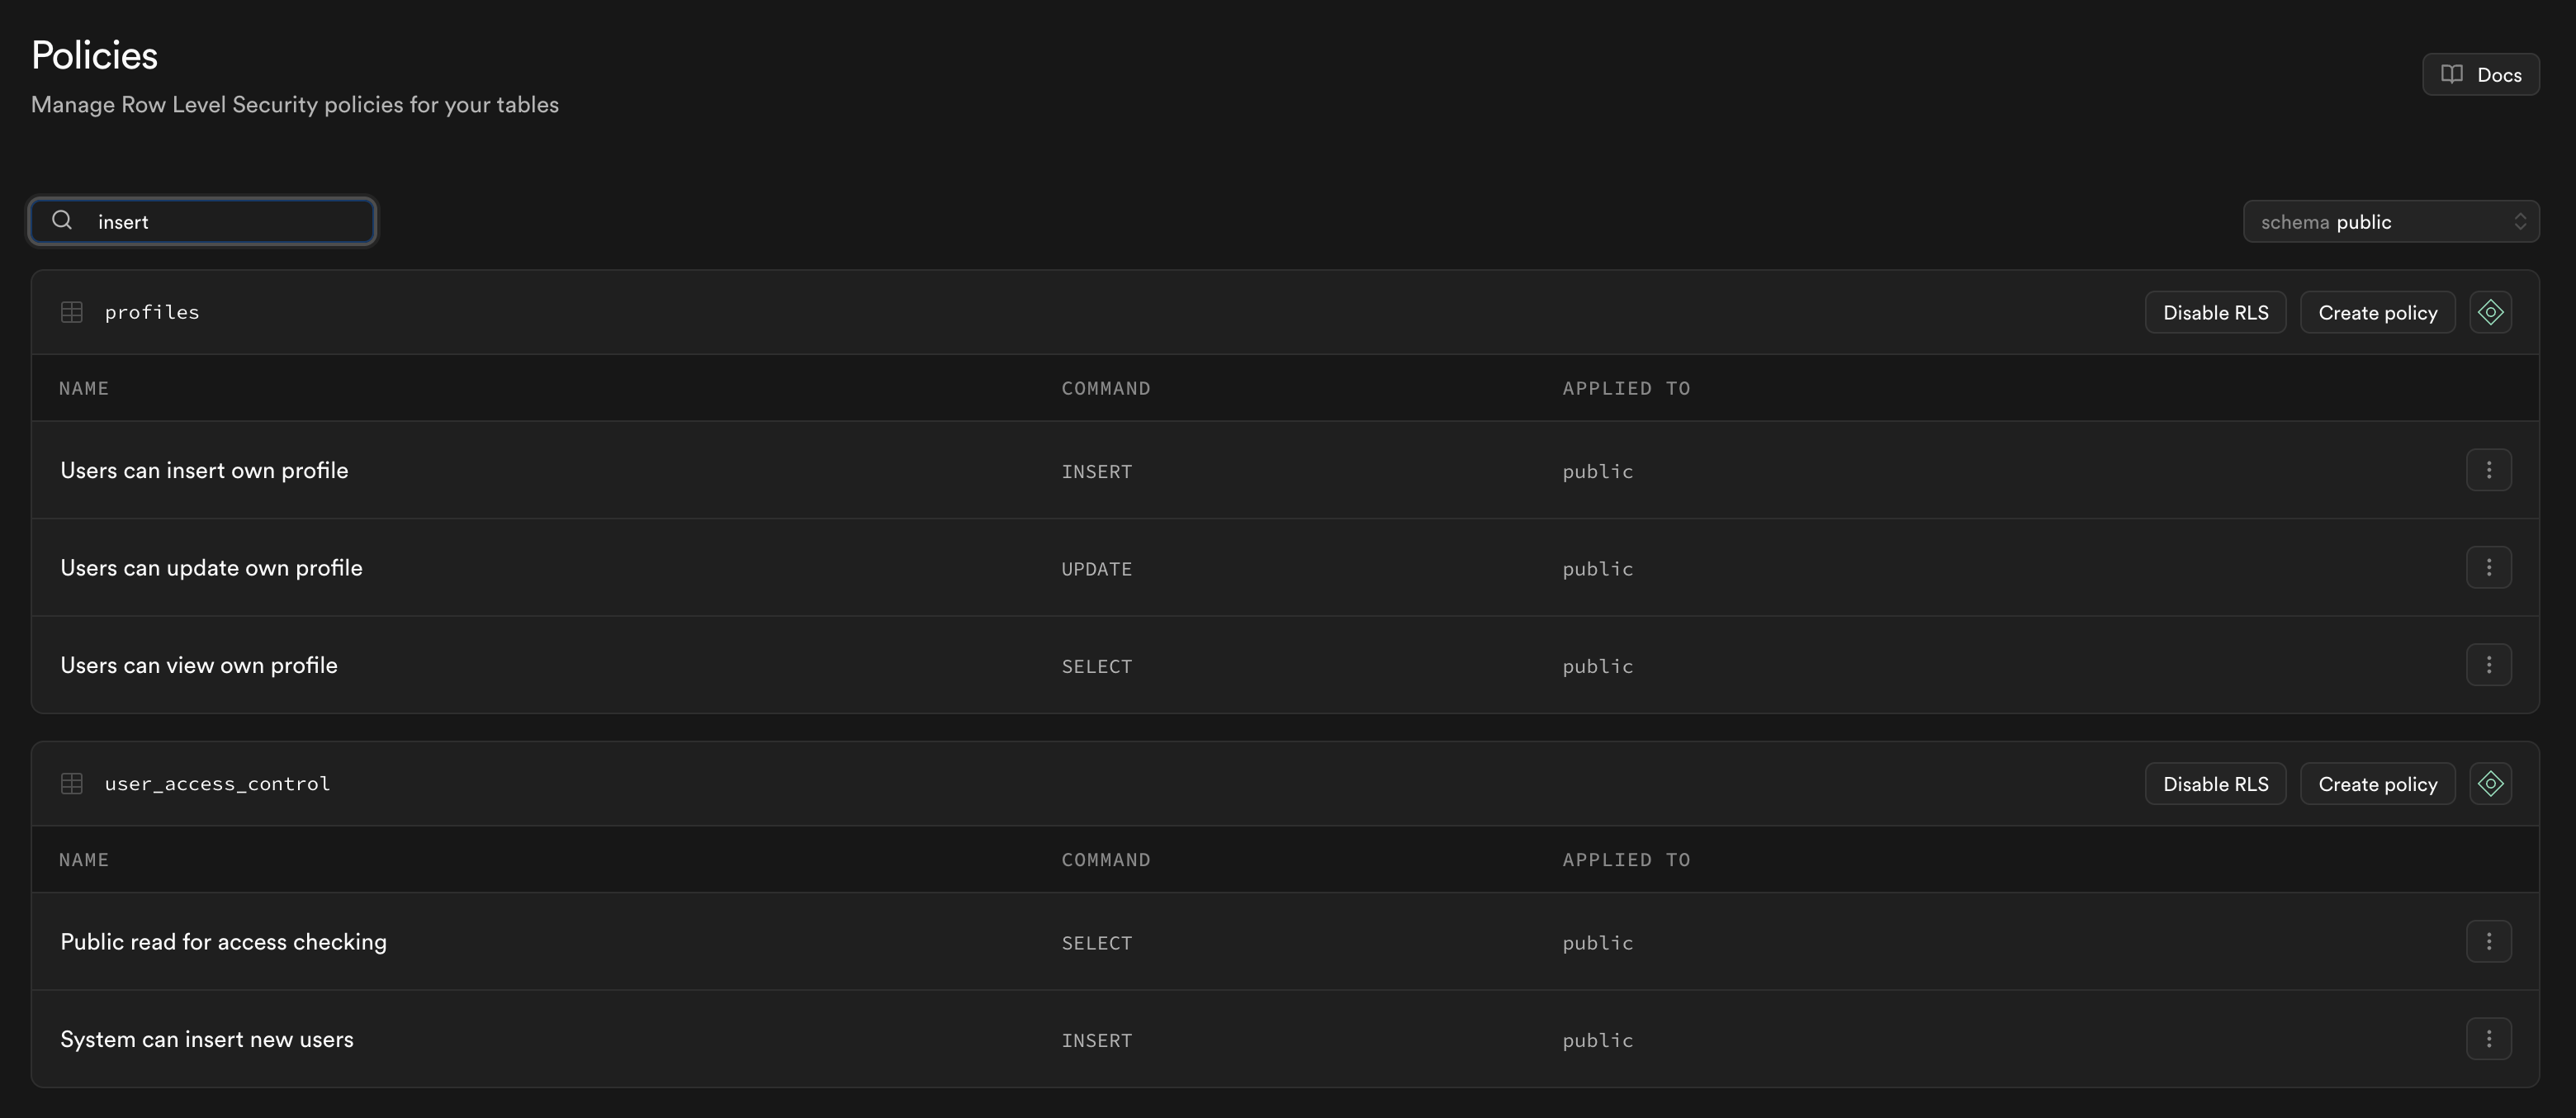 Policies
Manage Row Level Security policies for your tables
Docs
insert
schema public
profiles
Disable RLS
Create policy
NAME COMMAND APPLIED TO
Users can insert own profile INSERT public
Users can update own profile UPDATE public
Users can view own profile SELECT public
user_access_control
Disable RLS
Create policy
NAME COMMAND APPLIED TO
Public read for access checking SELECT public
System can insert new users INSERT public